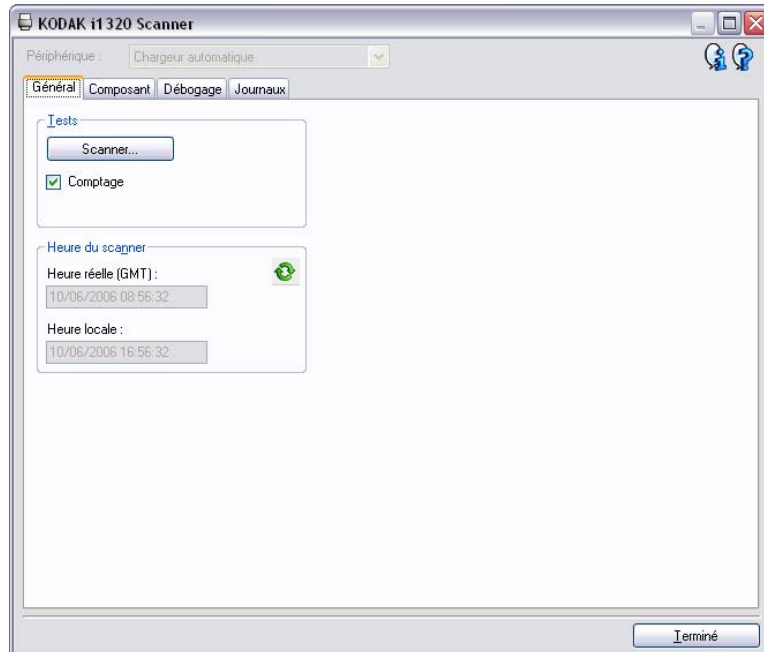 KODAK i1320 Scanner
Périphérique : Chargeur automatique
Général Composant Débogage Journaux
Tests
Scanner...
Comptage
Heure du scanner
Heure réelle (GMT) :
10/06/2006 08:56:32
Heure locale :
10/06/2006 16:56:32
Terminé